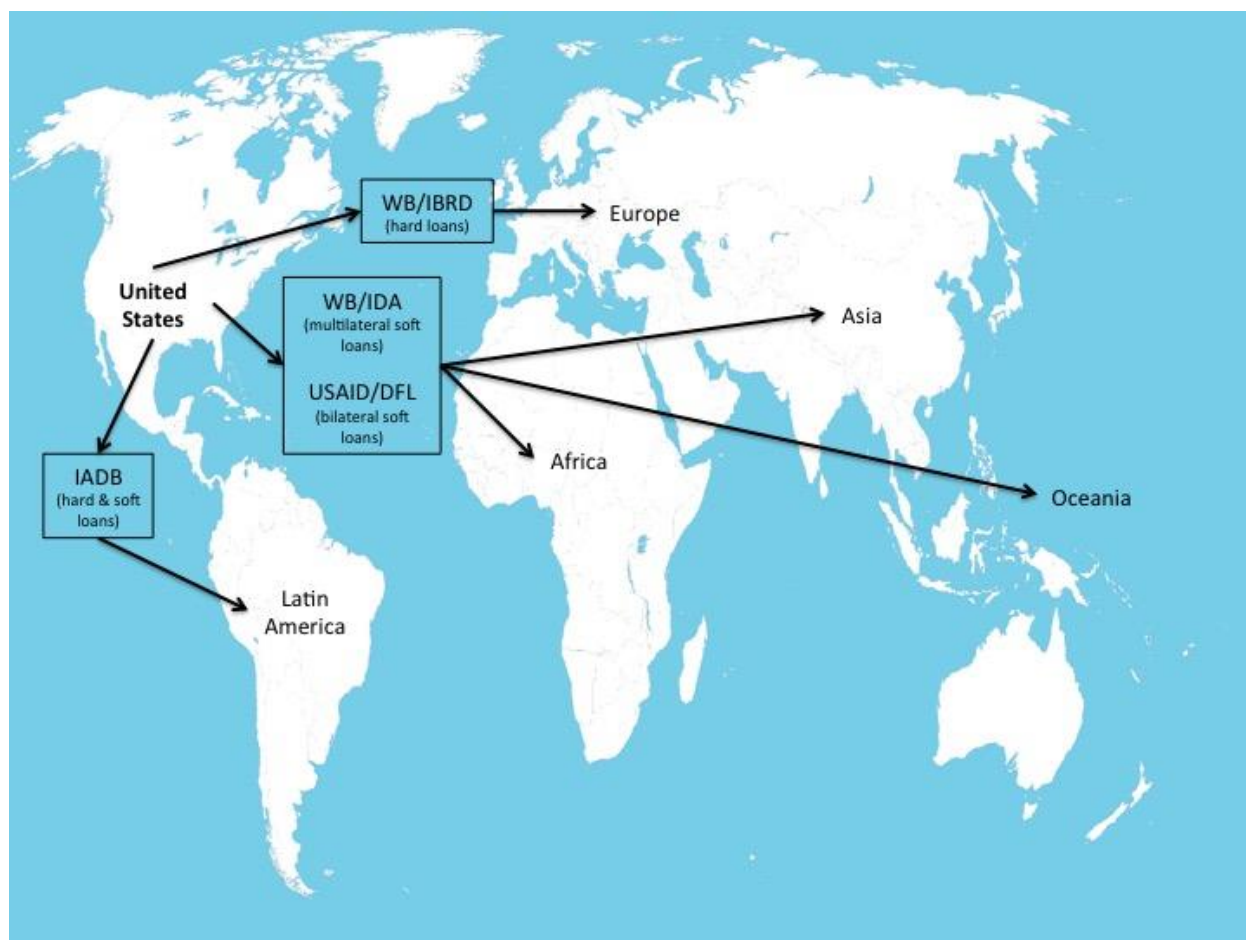 WB/IBRD
(hard loans)
Europe
United
States
WB/IDA
(multilateral soft
loans)
USAID/DFL
(bilateral soft
loans)
Asia
Africa
Oceania
IADB
(hard & soft
loans)
Latin
America